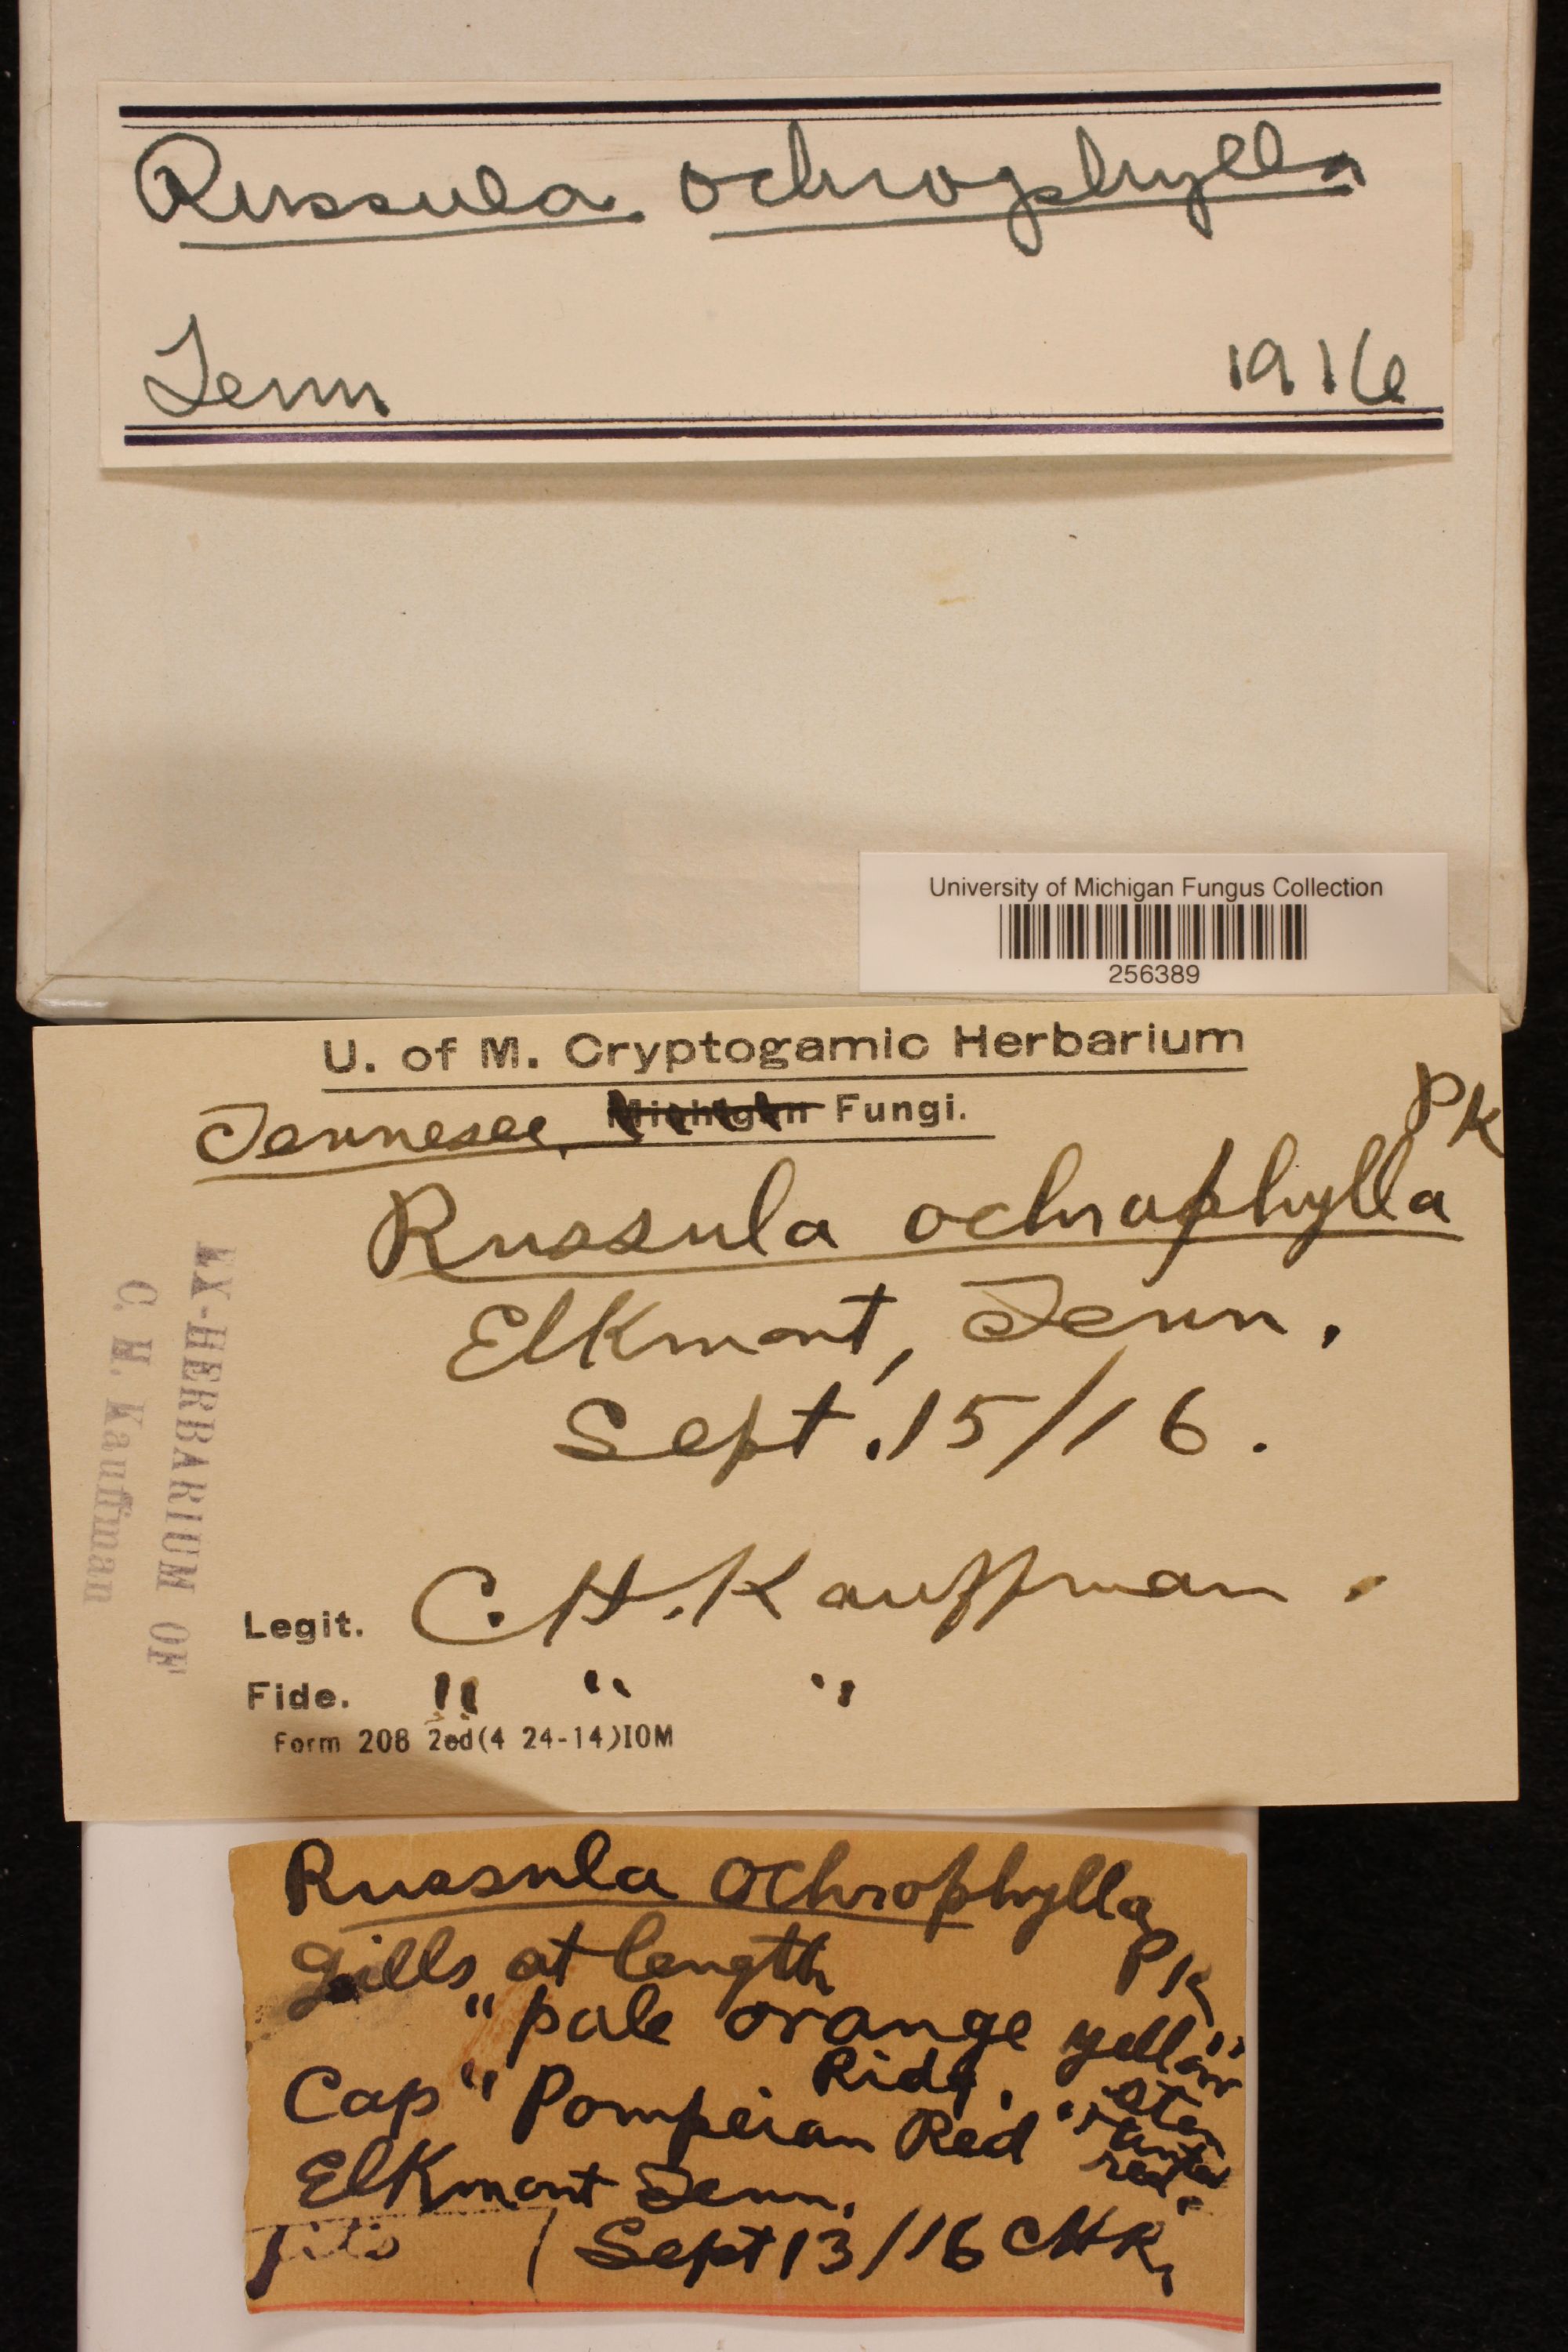 Russula ochrophylla
Tenn 1916
University of Michigan Fungus Collection
256389
U. of M. Cryptogamic Herbarium
Tennesee, Michigan Fungi.
PK
Russula ochrophylla
Elkmont, Tenn.
Sept. 15/16.
EX-HERBARIUM OF
C. H. Kauffman
Legit. C. H. Kauffman.
Fide. " " "
Form 208 2ed(4 24-14)10M
Russula ochrophylla
PK
Gills at length
"pale orange yellow"
Ridg.
Cap "Pompeian Red"
Elkmont Tenn.
Sept 13/16 CHK,